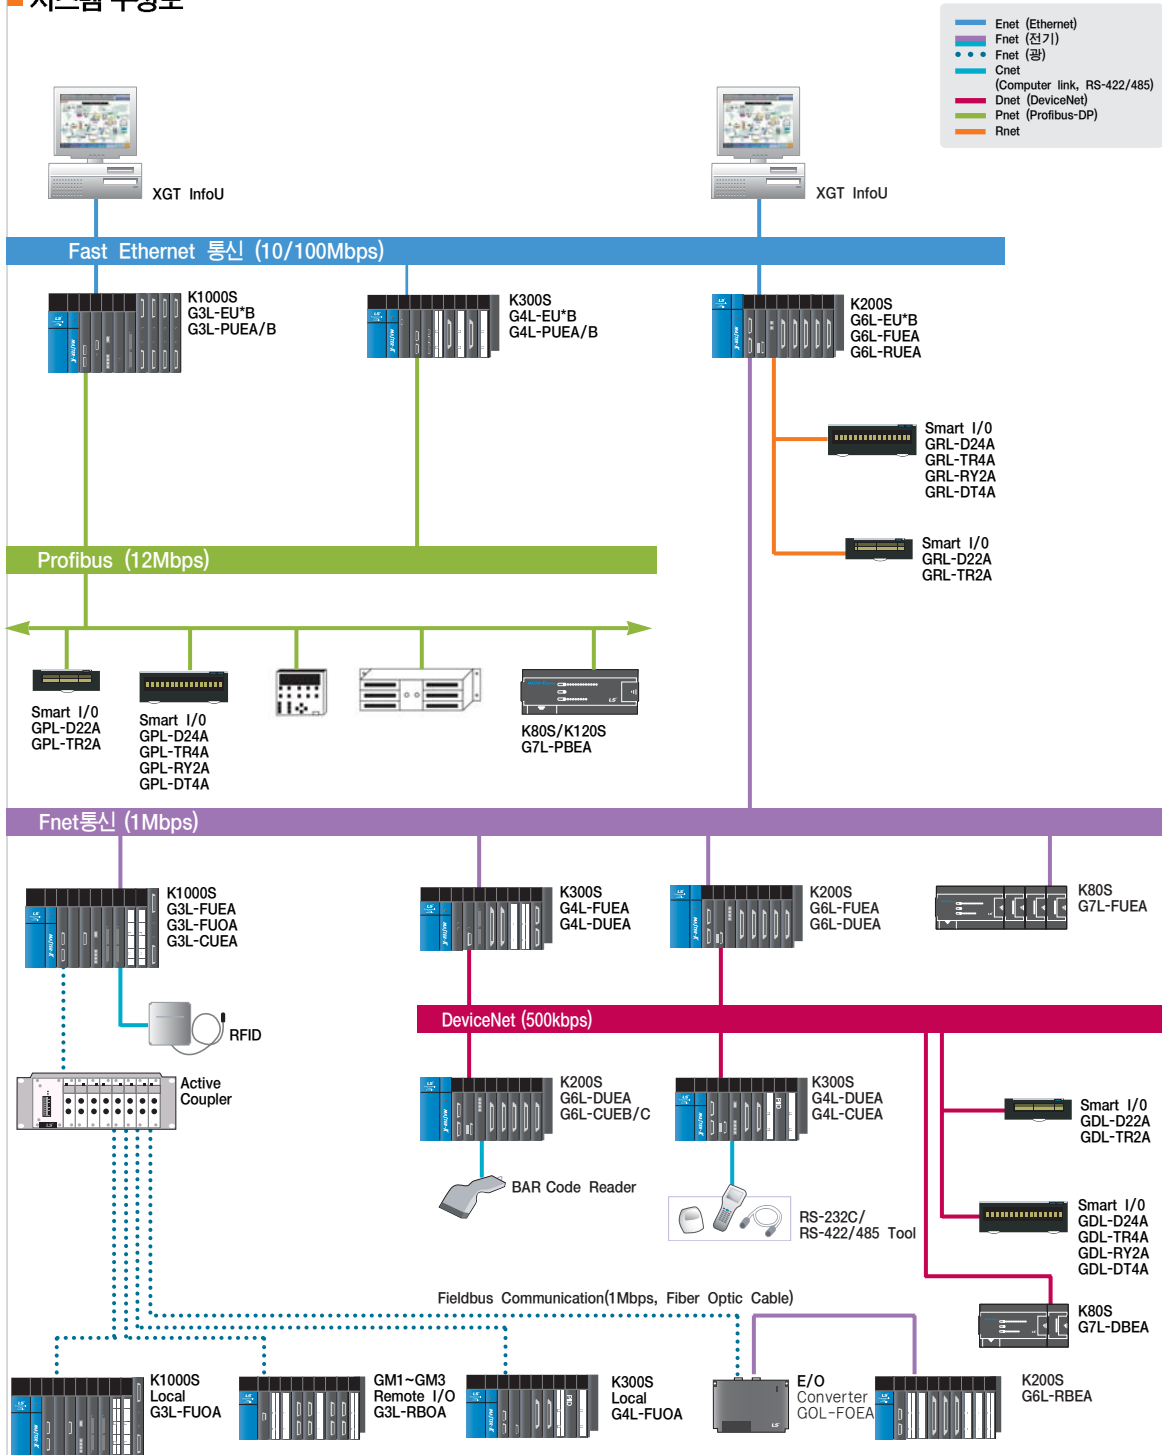 시스템 구성도
Enet (Ethernet)
Fnet (전기)
Fnet (광)
Cnet
(Computer link, RS-422/485)
Dnet (DeviceNet)
Pnet (Profibus-DP)
Rnet
XGT InfoU
XGT InfoU
Fast Ethernet 통신 (10/100Mbps)
K1000S
G3L-EU*B
G3L-PUEA/B
K300S
G4L-EU*B
G4L-PUEA/B
K200S
G6L-EU*B
G6L-FUEA
G6L-RUEA
Smart I/0
GRL-D24A
GRL-TR4A
GRL-RY2A
GRL-DT4A
Smart I/0
GRL-D22A
GRL-TR2A
Profibus (12Mbps)
Smart I/0
GPL-D22A
GPL-TR2A
Smart I/0
GPL-D24A
GPL-TR4A
GPL-RY2A
GPL-DT4A
K80S/K120S
G7L-PBEA
Fnet통신 (1Mbps)
K1000S
G3L-FUEA
G3L-FUOA
G3L-CUEA
K300S
G4L-FUEA
G4L-DUEA
K200S
G6L-FUEA
G6L-DUEA
K80S
G7L-FUEA
RFID
DeviceNet (500kbps)
Active
Coupler
K200S
G6L-DUEA
G6L-CUEB/C
K300S
G4L-DUEA
G4L-CUEA
Smart I/0
GDL-D22A
GDL-TR2A
BAR Code Reader
RS-232C/
RS-422/485 Tool
Smart I/0
GDL-D24A
GDL-TR4A
GDL-RY2A
GDL-DT4A
Fieldbus Communication(1Mbps, Fiber Optic Cable)
K80S
G7L-DBEA
K1000S
Local
G3L-FUOA
GM1~GM3
Remote I/O
G3L-RBOA
K300S
Local
G4L-FUOA
E/O
Converter
GOL-FOEA
K200S
G6L-RBEA